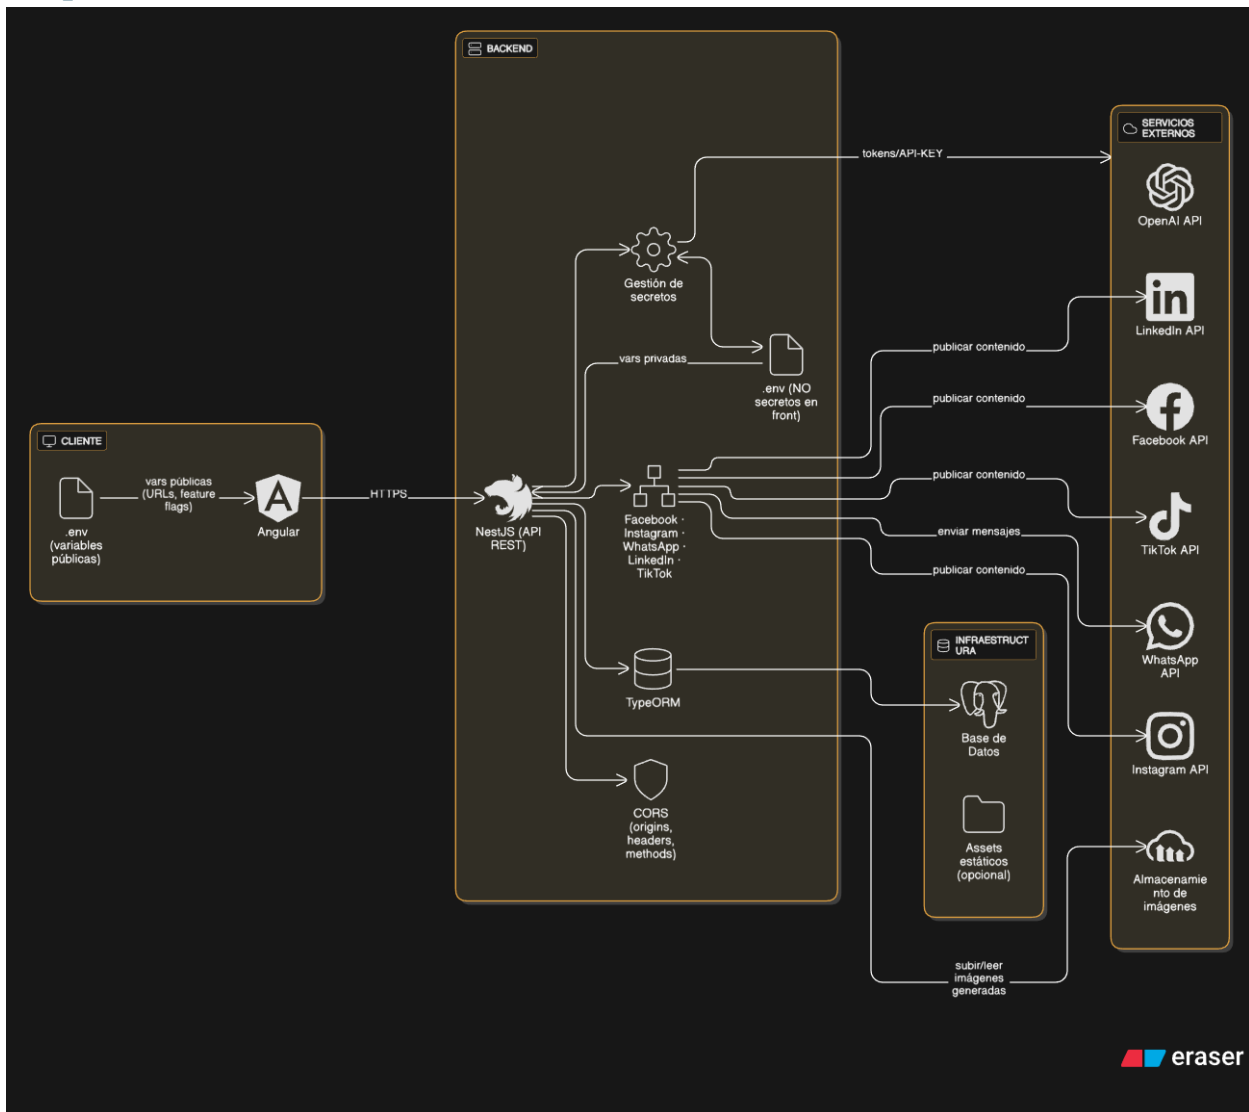 BACKEND
SERVICIOS
EXTERNOS
tokens/API-KEY
OpenAI API
Gestión de
secretos
LinkedIn API
publicar contenido
vars privadas
.env (NO
secretos en
front)
publicar contenido
Facebook API
CLIENTE
vars públicas
(URLs, feature
flags)
.env
(variables
públicas)
Angular
HTTPS
NestJS (API
REST)
Facebook ·
Instagram ·
WhatsApp ·
LinkedIn ·
TikTok
publicar contenido
TikTok API
enviar mensajes
publicar contenido
WhatsApp
API
INFRAESTRUCT
URA
TypeORM
Base de
Datos
Instagram API
CORS
(origins,
headers,
methods)
Assets
estáticos
(opcional)
Almacenamie
nto de
imágenes
subir/leer
imágenes
generadas
eraser